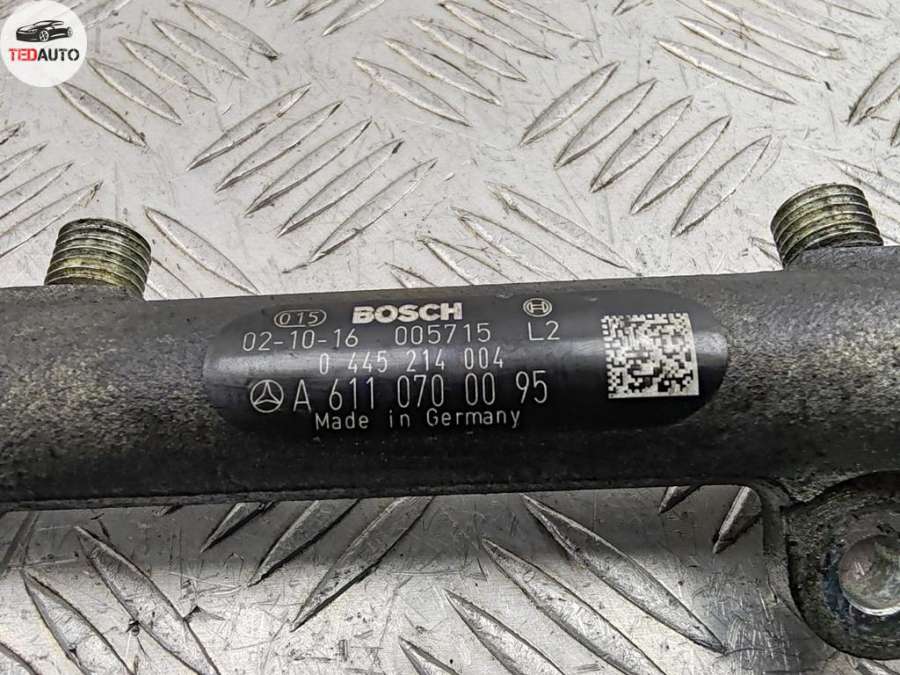 TEDAUTO
015 BOSCH
02-10-16 005715 L2
0 445 214 004
A 611 070 00 95
Made in Germany